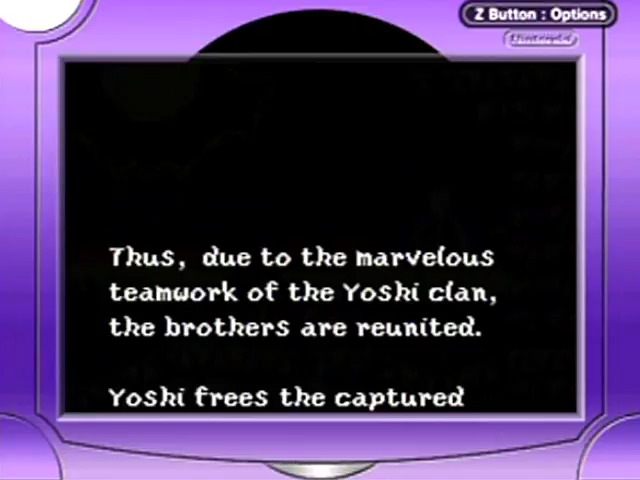 Z Button : Options
Nintendo
Thus, due to the marvelous
teamwork of the Yoshi clan,
the brothers are reunited.
Yoshi frees the captured